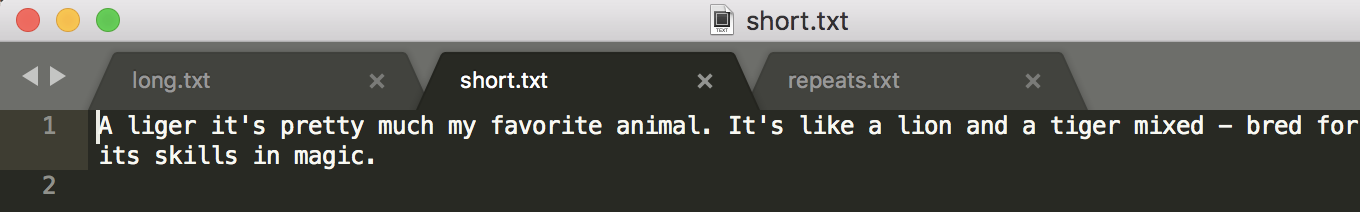 short.txt
long.txt × short.txt × repeats.txt ×
1 A liger it's pretty much my favorite animal. It's like a lion and a tiger mixed - bred for
its skills in magic.
2